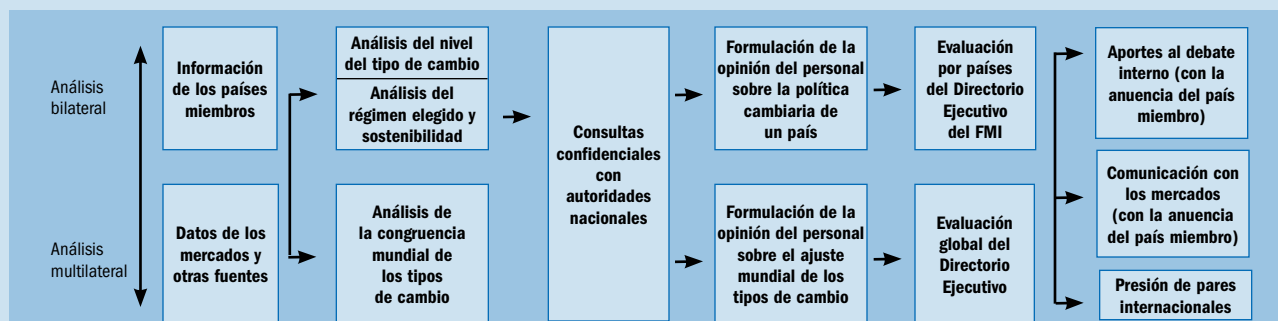 Análisis
bilateral
Análisis
multilateral
Información
de los países
miembros
Datos de los
mercados y
otras fuentes
Análisis del nivel
del tipo de cambio
Análisis del
régimen elegido y
sostenibilidad
Análisis de
la congruencia
mundial de
los tipos
de cambio
Consultas
confidenciales
con
autoridades
nacionales
Formulación de la
opinión del personal
sobre la política
cambiaria de
un país
Formulación de la
opinión del personal
sobre el ajuste
mundial de los
tipos de cambio
Evaluación
por países
del Directorio
Ejecutivo
del FMI
Evaluación
global del
Directorio
Ejecutivo
Aportes al debate
interno (con la
anuencia del país
miembro)
Comunicación con
los mercados
(con la anuencia
del país miembro)
Presión de pares
internacionales